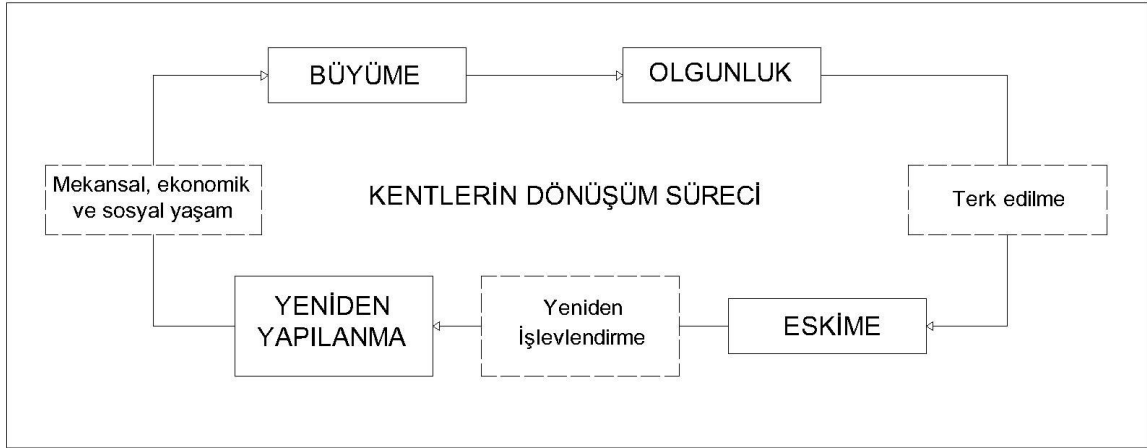 BÜYÜME
OLGUNLUK
Mekansal, ekonomik
ve sosyal yaşam
KENTLERİN DÖNÜŞÜM SÜRECİ
Terk edilme
YENİDEN
YAPILANMA
Yeniden
İşlevlendirme
ESKİME